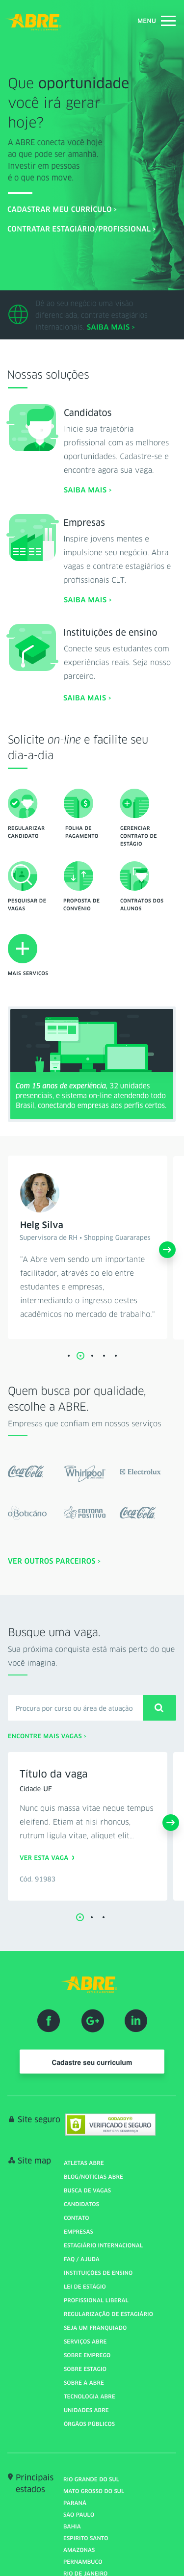 ABRE
MENU
Que oportunidade
você irá gerar
hoje?
A ABRE conecta você hoje
ao que pode ser amanhã.
Investir em pessoas
é o que nos move.
CADASTRAR MEU CURRÍCULO
CONTRATAR ESTAGIÁRIO/PROFISSIONAL
Dê ao seu negócio uma visão
diferenciada, contrate estagiários
internacionais. SAIBA MAIS
Nossas soluções
Candidatos
Inicie sua trajetória
profissional com as melhores
oportunidades. Cadastre-se e
encontre agora sua vaga.
SAIBA MAIS
Empresas
Inspire jovens mentes e
impulsione seu negócio. Abra
vagas e contrate estagiários e
profissionais CLT.
SAIBA MAIS
Instituições de ensino
Conecte seus estudantes com
experiências reais. Seja nosso
parceiro.
SAIBA MAIS
Solicite on-line e facilite seu
dia-a-dia
REGULARIZAR
CANDIDATO
FOLHA DE
PAGAMENTO
GERENCIAR
CONTRATO DE
ESTÁGIO
PESQUISAR DE
VAGAS
PROPOSTA DE
CONVÊNIO
CONTRATOS DOS
ALUNOS
MAIS SERVIÇOS
Com 15 anos de experiência, 32 unidades
presenciais, e sistema on-line atendendo todo
Brasil, conectando empresas aos perfis certos.
Helg Silva
Supervisora de RH • Shopping Guararapes
"A Abre vem sendo um importante
facilitador, através do elo entre
estudantes e empresas,
intermediando o ingresso destes
acadêmicos no mercado de trabalho."
Quem busca por qualidade,
escolhe a ABRE.
Empresas que confiam em nossos serviços
Coca-Cola
Whirlpool
Electrolux
oBoticário
EDITORA
POSITIVO
Coca-Cola
VER OUTROS PARCEIROS
Busque uma vaga.
Sua próxima conquista está mais perto do que
você imagina.
Procura por curso ou área de atuação
ENCONTRE MAIS VAGAS
Título da vaga
Cidade-UF
Nunc quis massa vitae neque tempus
eleifend. Etiam at nisi rhoncus,
rutrum ligula vitae, aliquet elit...
VER ESTA VAGA
Cód. 91983
ABRE
f
G+
in
Cadastre seu currículum
Site seguro
VERIFICADO E SEGURO
Site map
ATLETAS ABRE
BLOG/NOTÍCIAS ABRE
BUSCA DE VAGAS
CANDIDATOS
CONTATO
EMPRESAS
ESTAGIÁRIO INTERNACIONAL
FAQ / AJUDA
INSTITUIÇÕES DE ENSINO
LEI DE ESTÁGIO
PROFISSIONAL LIBERAL
REGULARIZAÇÃO DE ESTAGIÁRIO
SEJA UM FRANQUIADO
SERVIÇOS ABRE
SOBRE EMPREGO
SOBRE ESTÁGIO
SOBRE A ABRE
TECNOLOGIA ABRE
UNIDADES ABRE
ÓRGÃOS PÚBLICOS
Principais
estados
RIO GRANDE DO SUL
MATO GROSSO DO SUL
PARANÁ
SÃO PAULO
BAHIA
ESPIRITO SANTO
AMAZONAS
PERNAMBUCO
RIO DE JANEIRO